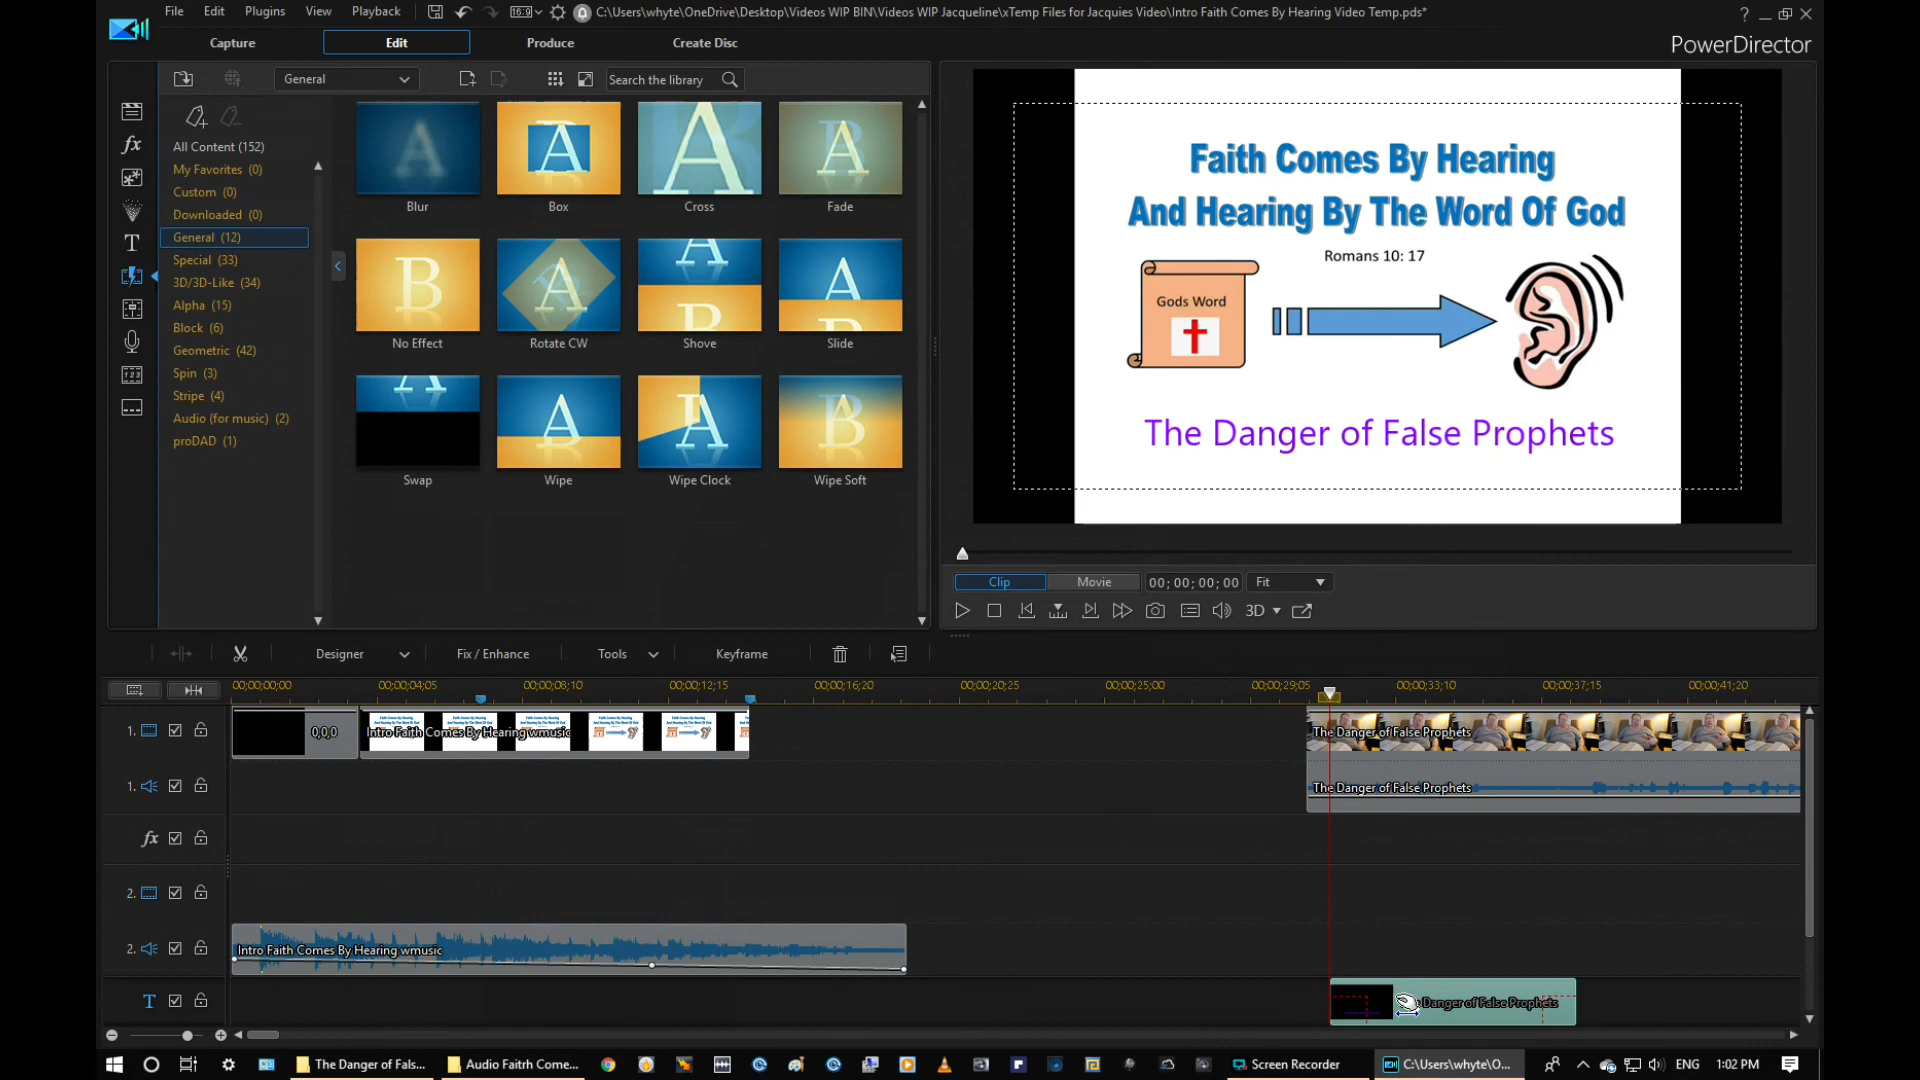 File Edit Plugins View Playback
16:9
C:\Users\whyte\OneDrive\Desktop\Videos WIP BIN\Videos WIP Jacqueline\xTemp Files for Jacquies Video\Intro Faith Comes By Hearing Video Temp.pds*
?
Capture Edit Produce Create Disc
PowerDirector
General
Search the library
All Content (152)
My Favorites (0)
Custom (0)
Downloaded (0)
General (12)
Special (33)
3D/3D-Like (34)
Alpha (15)
Block (6)
Geometric (42)
Spin (3)
Stripe (4)
Audio (for music) (2)
proDAD (1)
Blur Box Cross Fade
No Effect Rotate CW Shove Slide
Swap Wipe Wipe Clock Wipe Soft
Faith Comes By Hearing
And Hearing By The Word Of God
Romans 10: 17
Gods Word
The Danger of False Prophets
Clip Movie 00; 00; 00; 00 Fit
3D
Designer Fix / Enhance Tools Keyframe
00;00;00;00 00;00;04;05 00;00;08;10 00;00;12;15 00;00;16;20 00;00;20;25 00;00;25;00 00;00;29;05 00;00;33;10 00;00;37;15 00;00;41;20
1. 0,0,0 Intro Faith Comes By Hearing wmusic The Danger of False Prophets
1. The Danger of False Prophets
fx
2.
2. Intro Faith Comes By Hearing wmusic
T Danger of False Prophets
The Danger of Fals... Audio Faitrh Come... Screen Recorder C:\Users\whyte\O... ENG 1:02 PM